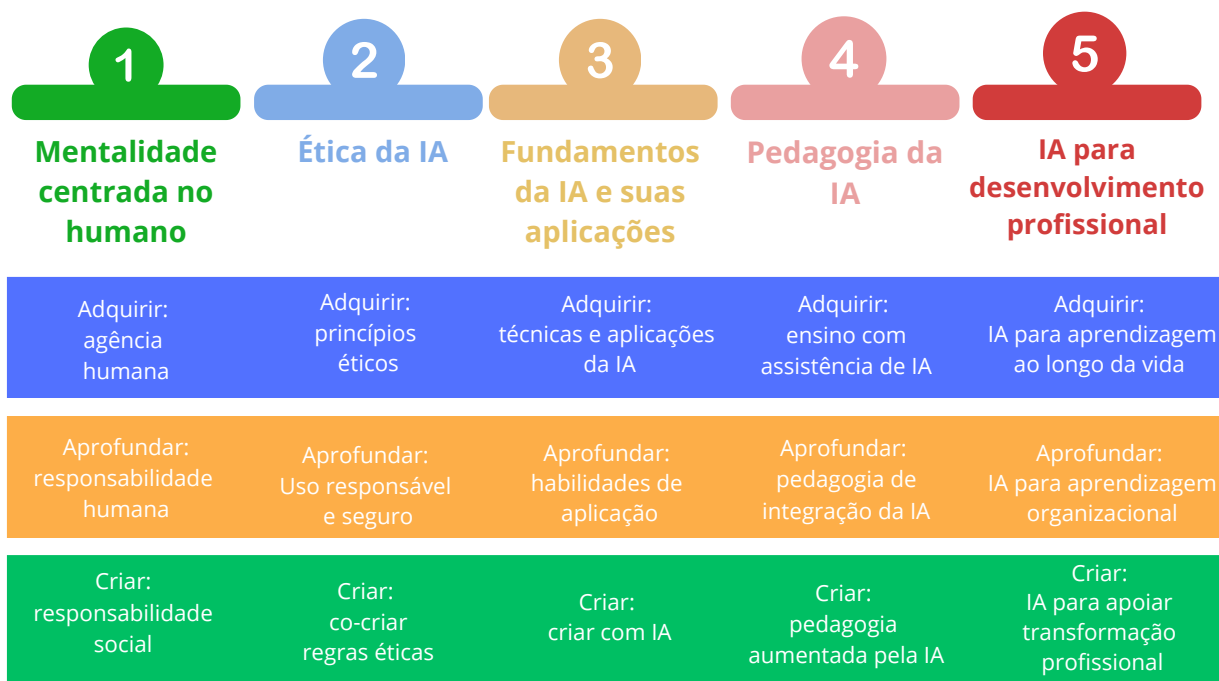 1
2
3
4
5
Mentalidade
centrada no
humano
Ética da IA
Fundamentos
da IA e suas
aplicações
Pedagogia da
IA
IA para
desenvolvimento
profissional
Adquirir:
agência
humana
Adquirir:
princípios
éticos
Adquirir:
técnicas e aplicações
da IA
Adquirir:
ensino com
assistência de IA
Adquirir:
IA para aprendizagem
ao longo da vida
Aprofundar:
responsabilidade
humana
Aprofundar:
Uso responsável
e seguro
Aprofundar:
habilidades de
aplicação
Aprofundar:
pedagogia de
integração da IA
Aprofundar:
IA para aprendizagem
organizacional
Criar:
responsabilidade
social
Criar:
co-criar
regras éticas
Criar:
criar com IA
Criar:
pedagogia
aumentada pela IA
Criar:
IA para apoiar
transformação
profissional